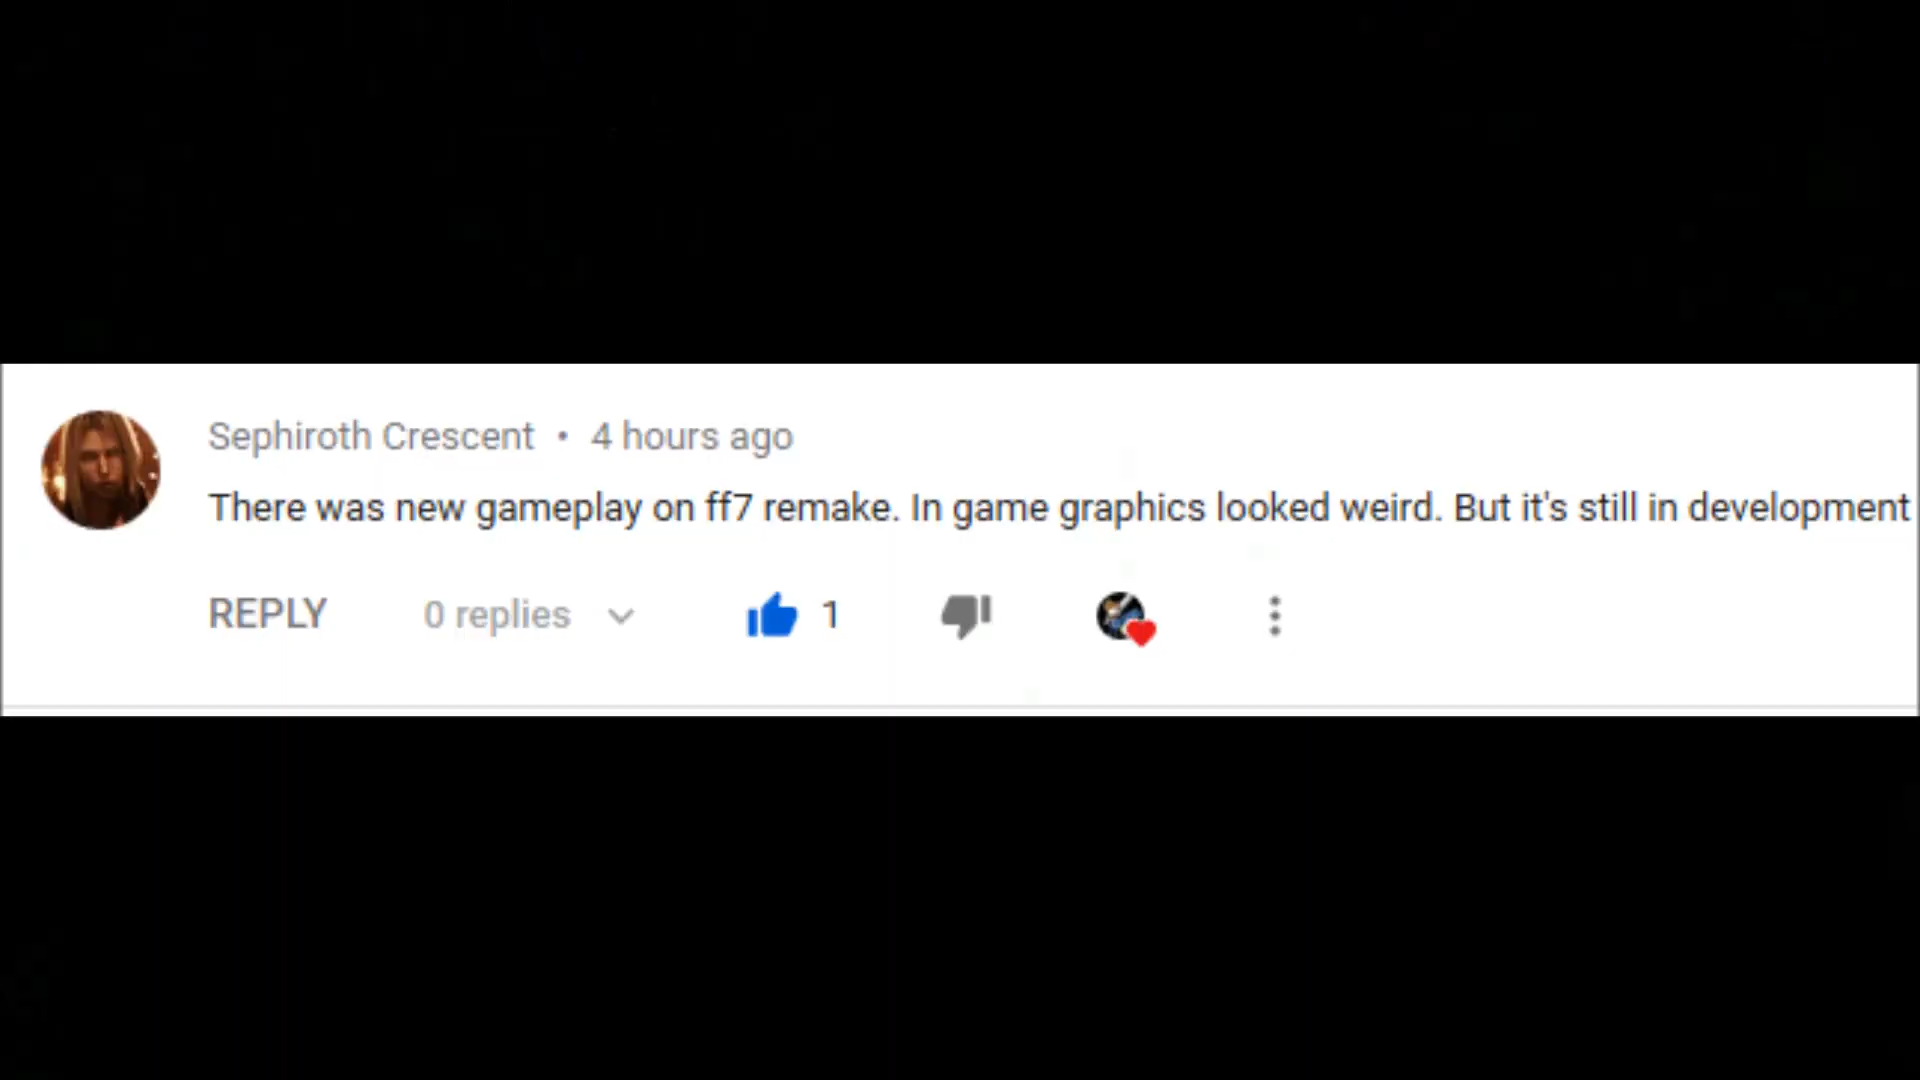 Sephiroth Crescent • 4 hours ago
There was new gameplay on ff7 remake. In game graphics looked weird. But it's still in development
REPLY 0 replies 1